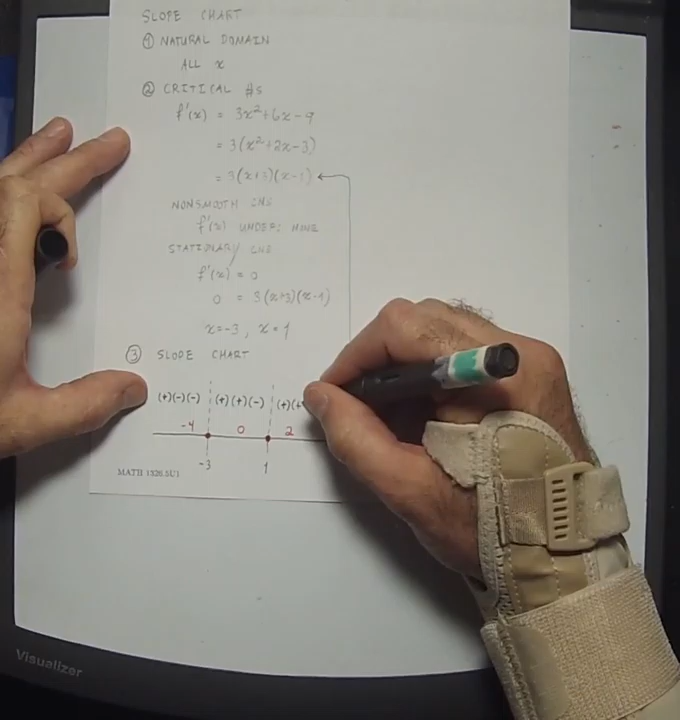 SLOPE CHART
① NATURAL DOMAIN
ALL x
② CRITICAL #S
f'(x) = 3x²+6x-9
= 3(x²+2x-3)
= 3(x+3)(x-1)
NONSMOOTH CNS
f'(x) UNDEF: NONE
STATIONARY CNS
f'(x) = 0
0 = 3(x+3)(x-1)
x=-3, x=1
③ SLOPE CHART
(+)(-)(-) (+)(+)(-) (+)(+
-4 0 2
-3 1
MATH 1326.5U1
Visualizer